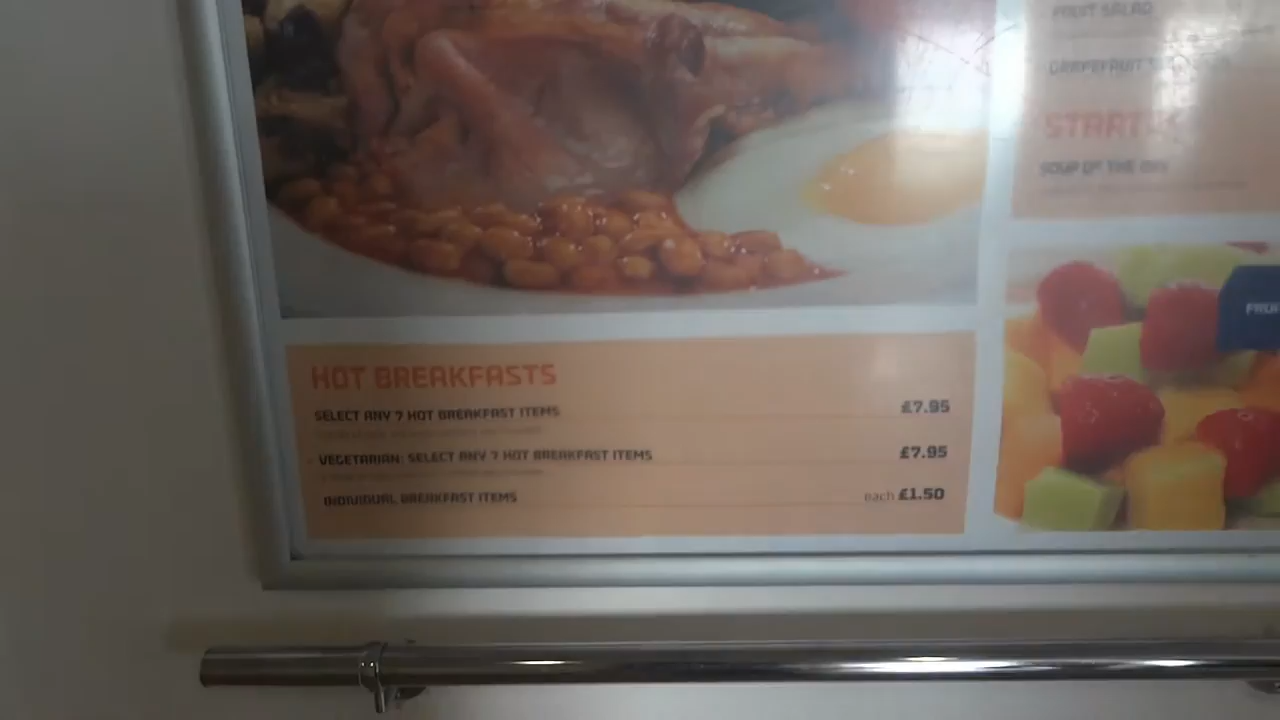 FRUIT SALAD
GRAPEFRUIT
SOUP OF THE DAY
HOT BREAKFASTS
SELECT ANY 7 HOT BREAKFAST ITEMS £7.95
VEGETARIAN: SELECT ANY 7 HOT BREAKFAST ITEMS £7.95
INDIVIDUAL BREAKFAST ITEMS each £1.50